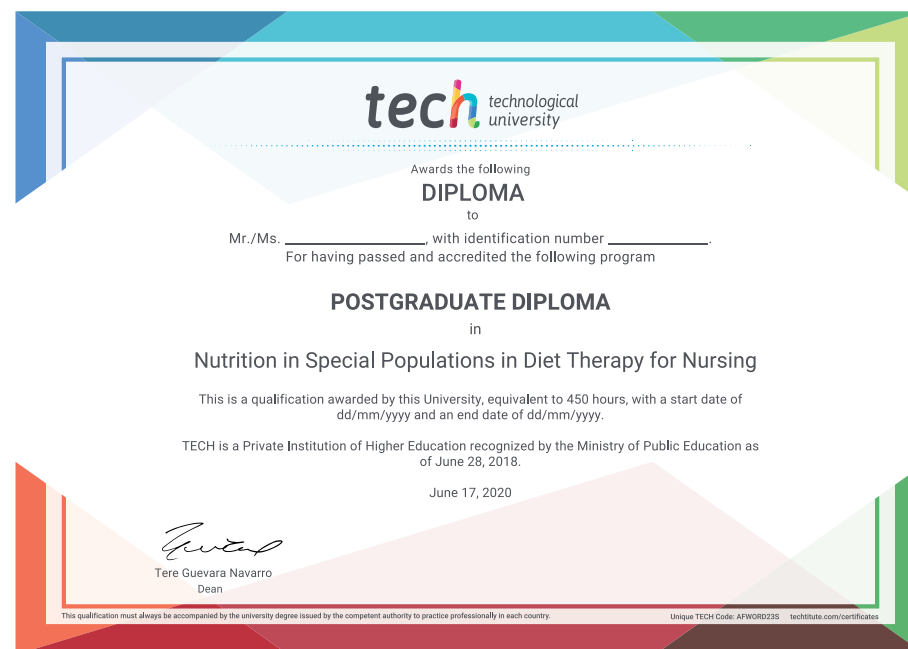 tech technological
university
Awards the following
DIPLOMA
to
Mr./Ms. ____________________, with identification number __________________.
For having passed and accredited the following program
POSTGRADUATE DIPLOMA
in
Nutrition in Special Populations in Diet Therapy for Nursing
This is a qualification awarded by this University, equivalent to 450 hours, with a start date of
dd/mm/yyyy and an end date of dd/mm/yyyy.
TECH is a Private Institution of Higher Education recognized by the Ministry of Public Education as
of June 28, 2018.
June 17, 2020
Tere Guevara Navarro
Dean
This qualification must always be accompanied by the university degree issued by the competent authority to practice professionally in each country. Unique TECH Code: AFWORD23S techtitute.com/certificates